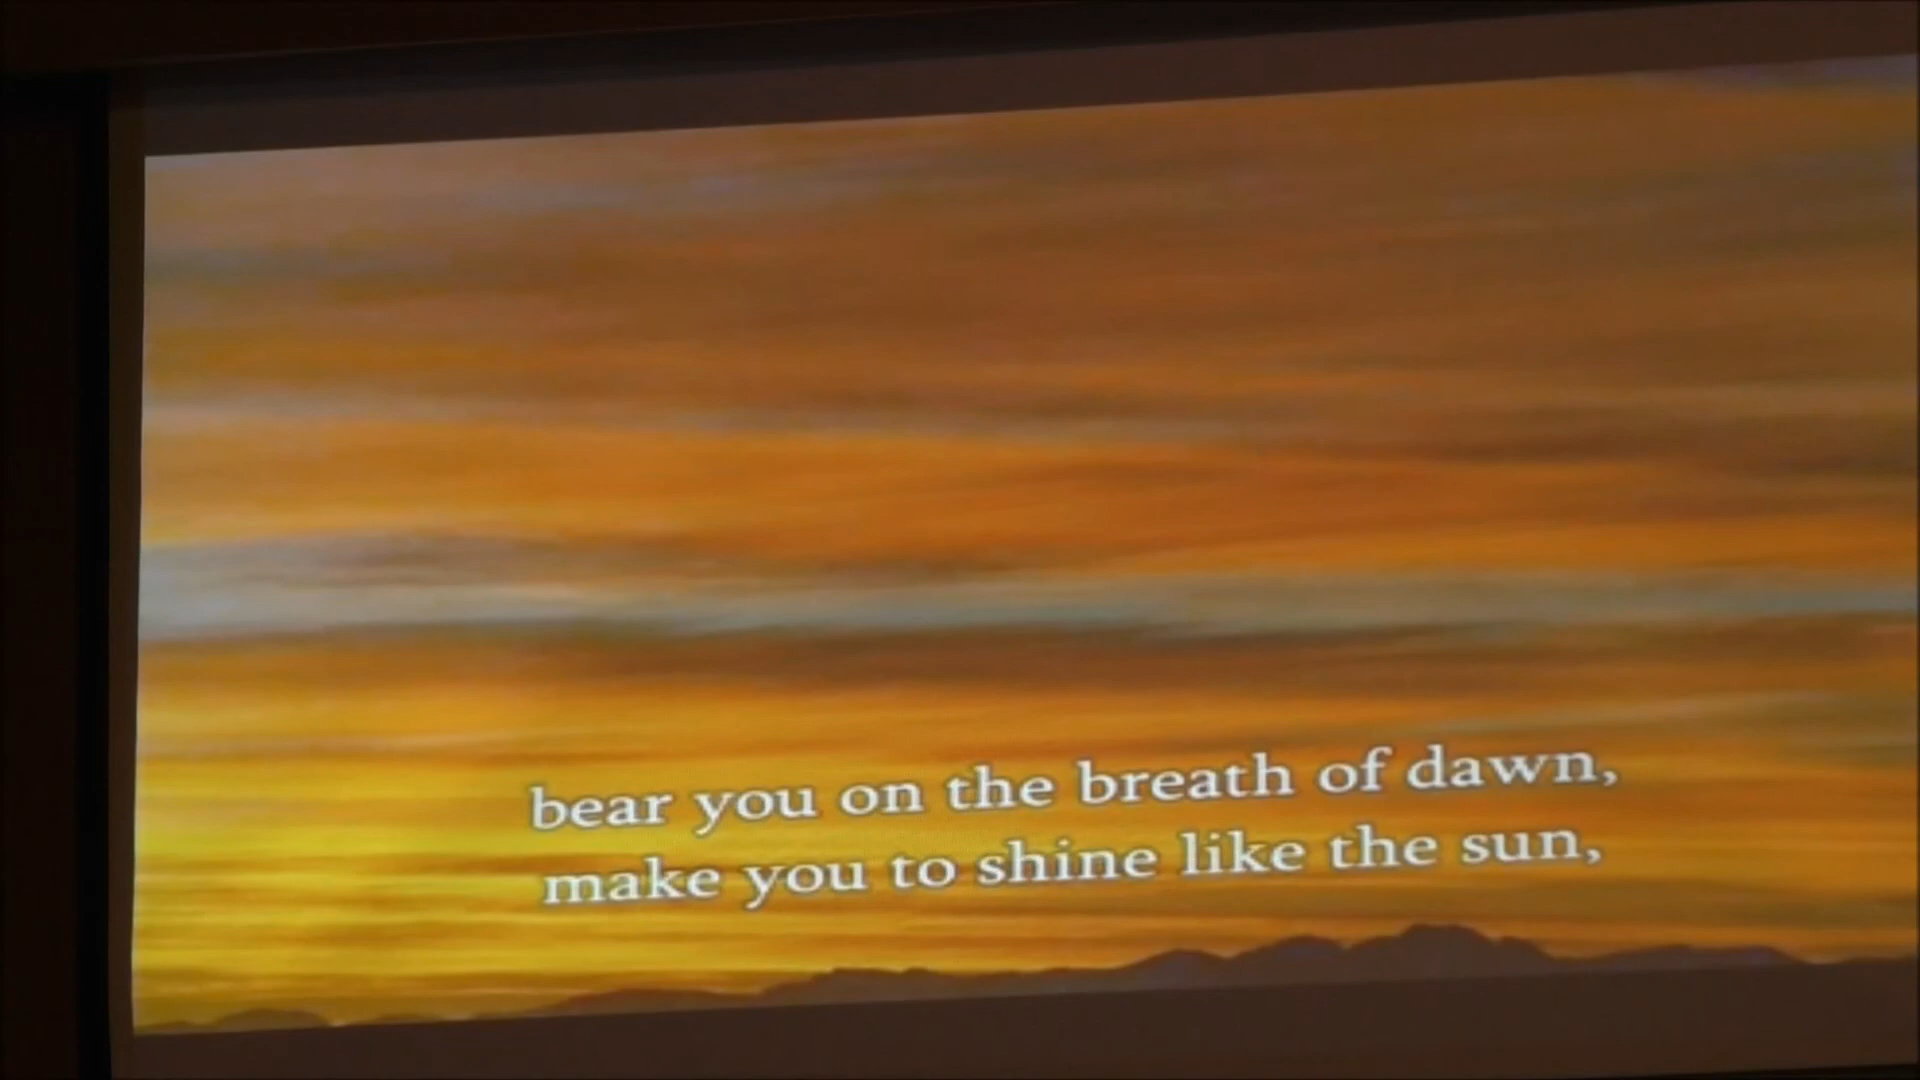 bear you on the breath of dawn,
make you to shine like the sun,